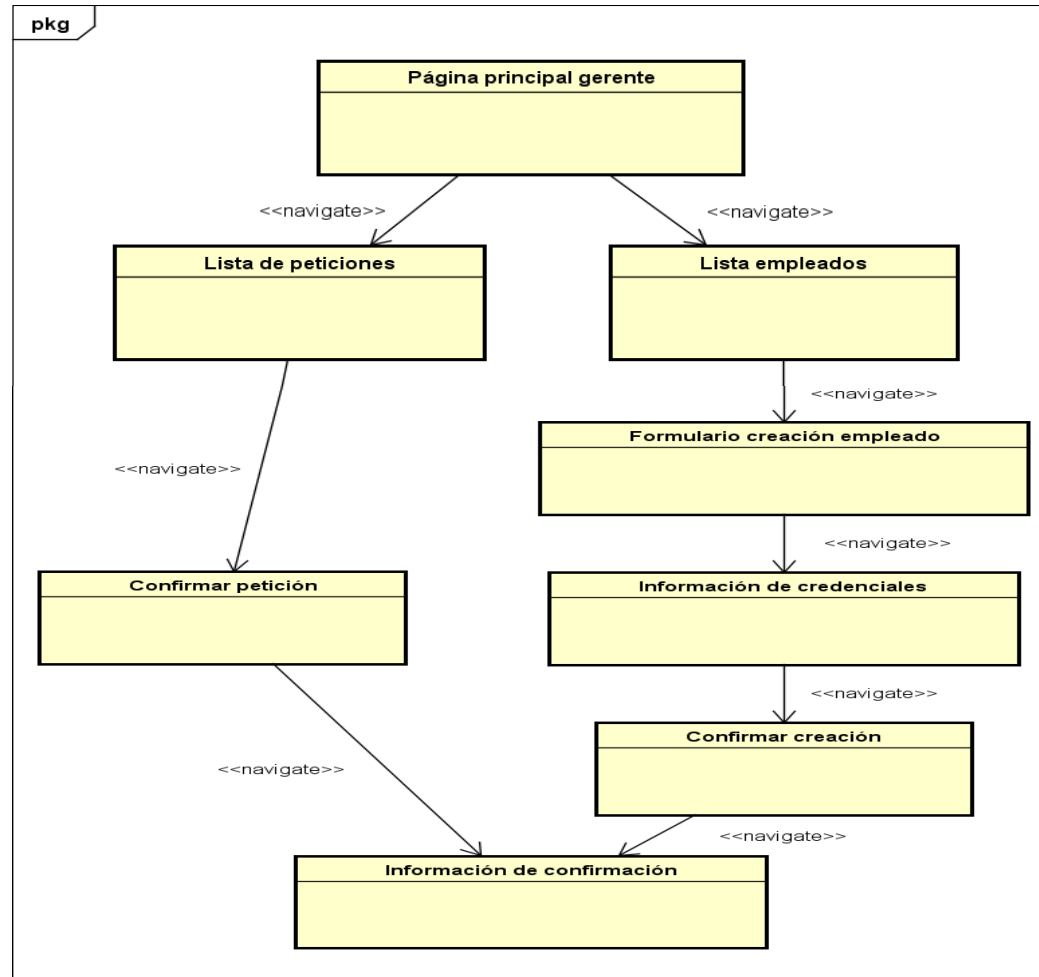 pkg
Página principal gerente
<<navigate>>
<<navigate>>
Lista de peticiones
Lista empleados
<<navigate>>
Formulario creación empleado
<<navigate>>
<<navigate>>
Confirmar petición
Información de credenciales
<<navigate>>
Confirmar creación
<<navigate>>
<<navigate>>
Información de confirmación